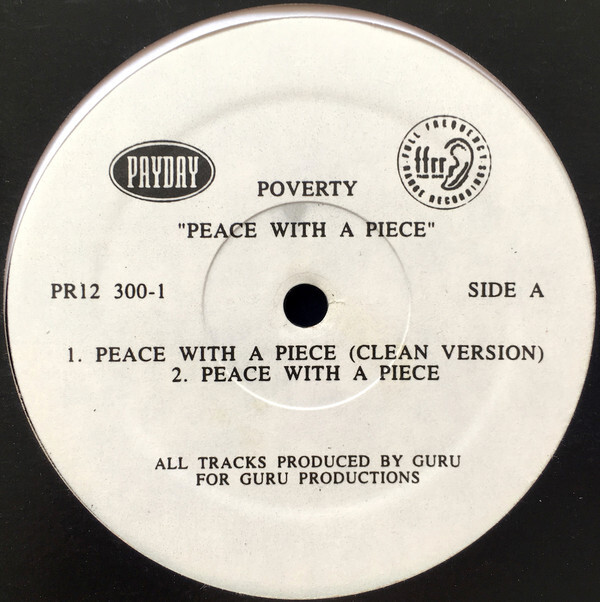 PAYDAY
FULL FREQUENCY
ffrr
RANGE RECORDINGS
POVERTY
"PEACE WITH A PIECE"
PR12 300-1
SIDE A
1. PEACE WITH A PIECE (CLEAN VERSION)
2. PEACE WITH A PIECE
ALL TRACKS PRODUCED BY GURU
FOR GURU PRODUCTIONS